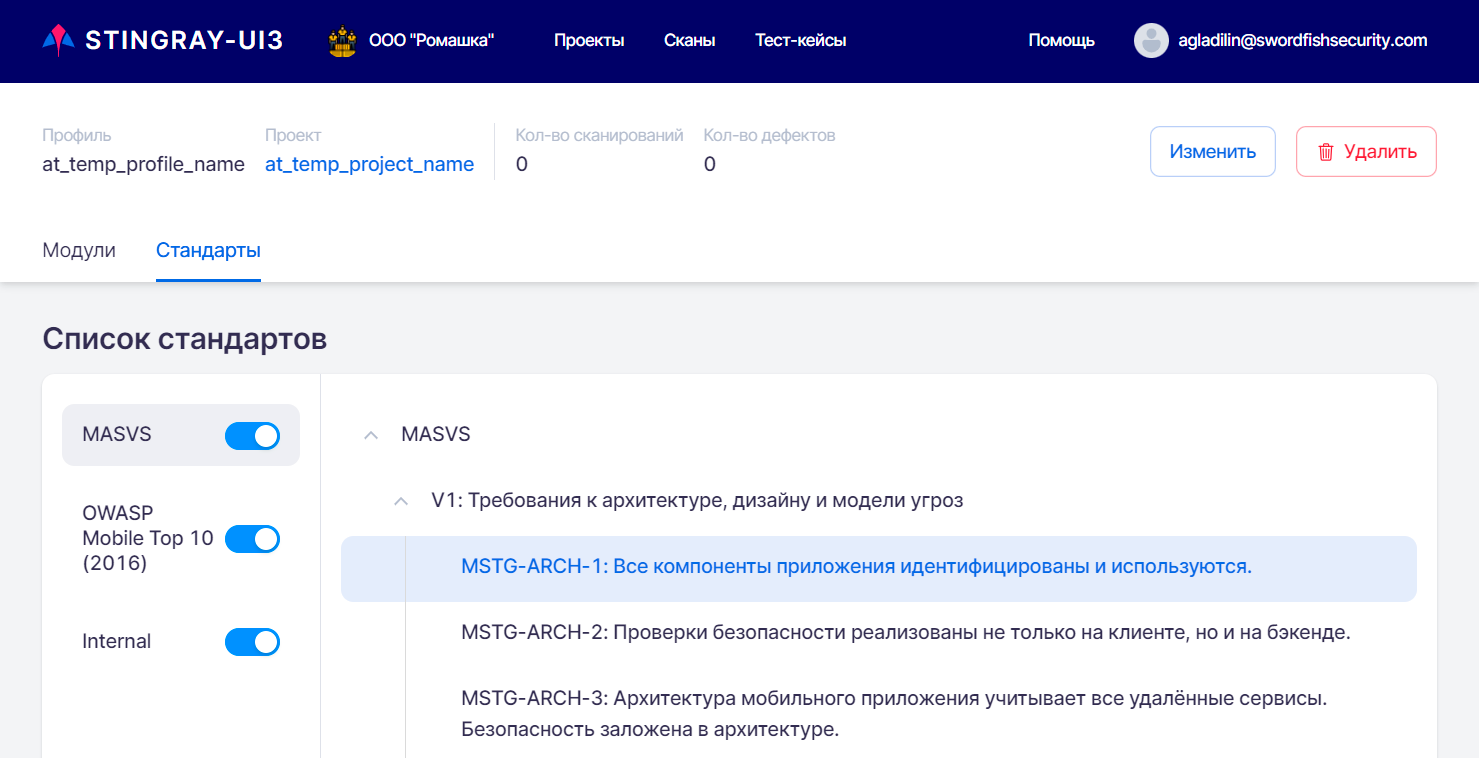 STINGRAY-UI3
ООО "Ромашка"
Проекты
Сканы
Тест-кейсы
Помощь
agladilin@swordfishsecurity.com
Профиль
at_temp_profile_name
Проект
at_temp_project_name
Кол-во сканирований
0
Кол-во дефектов
0
Изменить
Удалить
Модули
Стандарты
Список стандартов
MASVS
OWASP
Mobile Top 10
(2016)
Internal
MASVS
V1: Требования к архитектуре, дизайну и модели угроз
MSTG-ARCH-1: Все компоненты приложения идентифицированы и используются.
MSTG-ARCH-2: Проверки безопасности реализованы не только на клиенте, но и на бэкенде.
MSTG-ARCH-3: Архитектура мобильного приложения учитывает все удалённые сервисы.
Безопасность заложена в архитектуре.